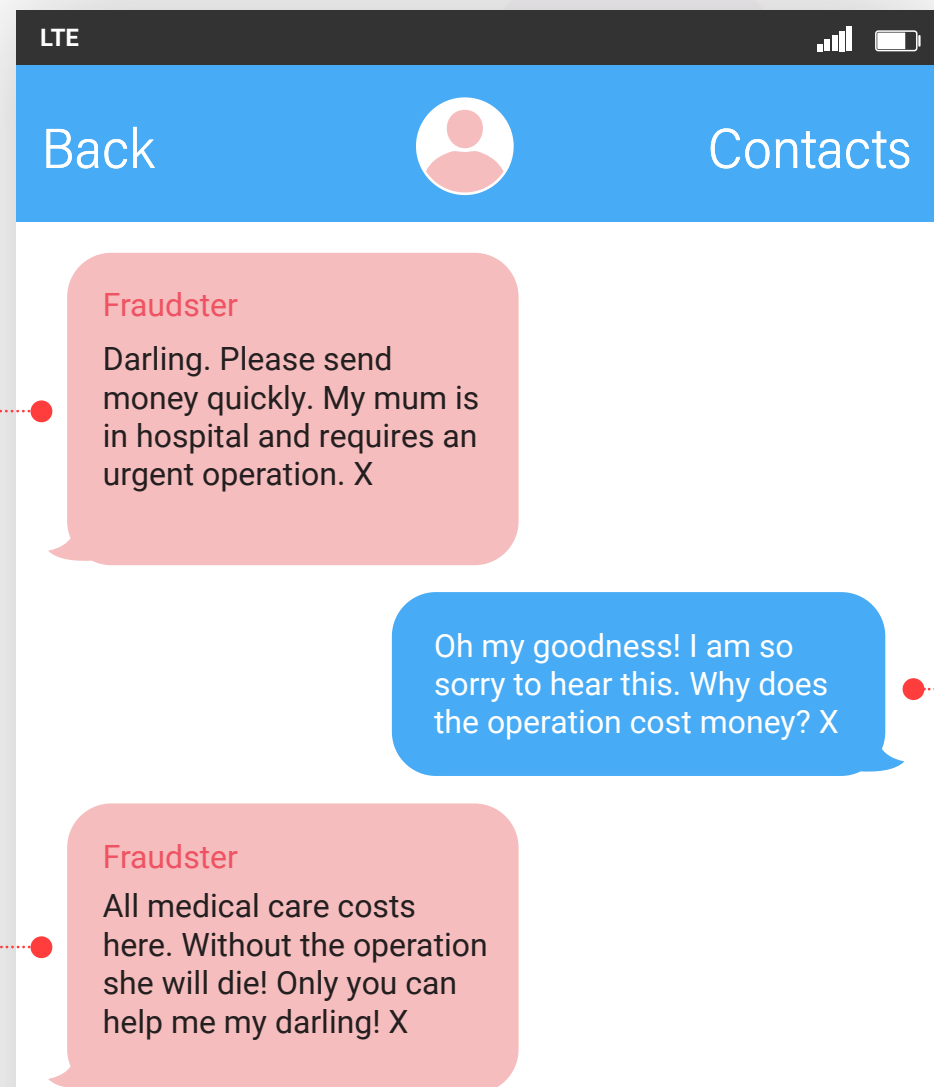 LTE
Back
Contacts
Fraudster
Darling. Please send
money quickly. My mum is
in hospital and requires an
urgent operation. X
Oh my goodness! I am so
sorry to hear this. Why does
the operation cost money? X
Fraudster
All medical care costs
here. Without the operation
she will die! Only you can
help me my darling! X